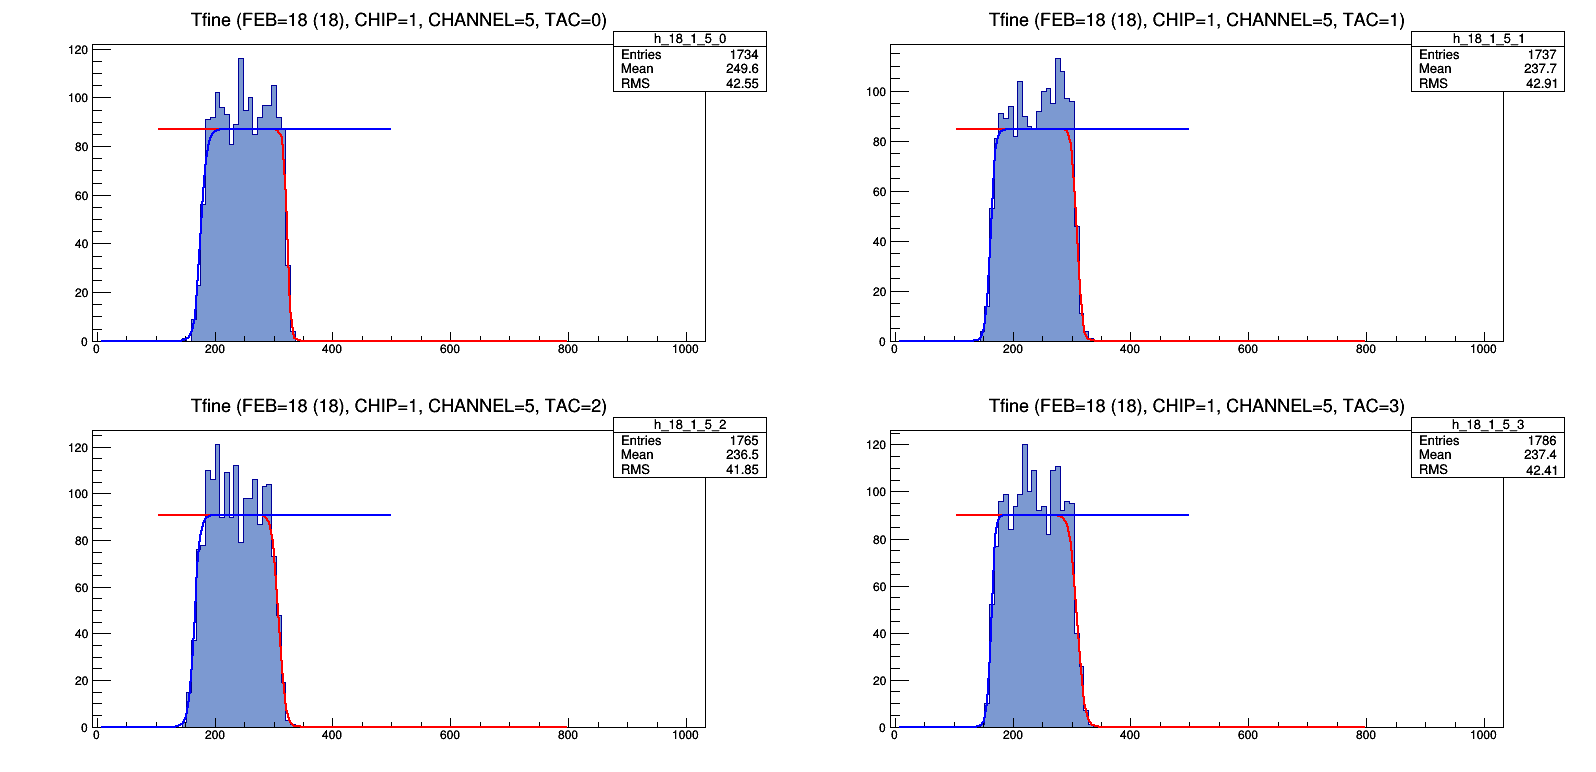 Tfine (FEB=18 (18), CHIP=1, CHANNEL=5, TAC=0)
h_18_1_5_0
Entries 1734
Mean 249.6
RMS 42.55
120
100
80
60
40
20
0
0 200 400 600 800 1000
Tfine (FEB=18 (18), CHIP=1, CHANNEL=5, TAC=1)
h_18_1_5_1
Entries 1737
Mean 237.7
RMS 42.91
100
80
60
40
20
0
0 200 400 600 800 1000
Tfine (FEB=18 (18), CHIP=1, CHANNEL=5, TAC=2)
h_18_1_5_2
Entries 1765
Mean 236.5
RMS 41.85
120
100
80
60
40
20
0
0 200 400 600 800 1000
Tfine (FEB=18 (18), CHIP=1, CHANNEL=5, TAC=3)
h_18_1_5_3
Entries 1786
Mean 237.4
RMS 42.41
120
100
80
60
40
20
0
0 200 400 600 800 1000